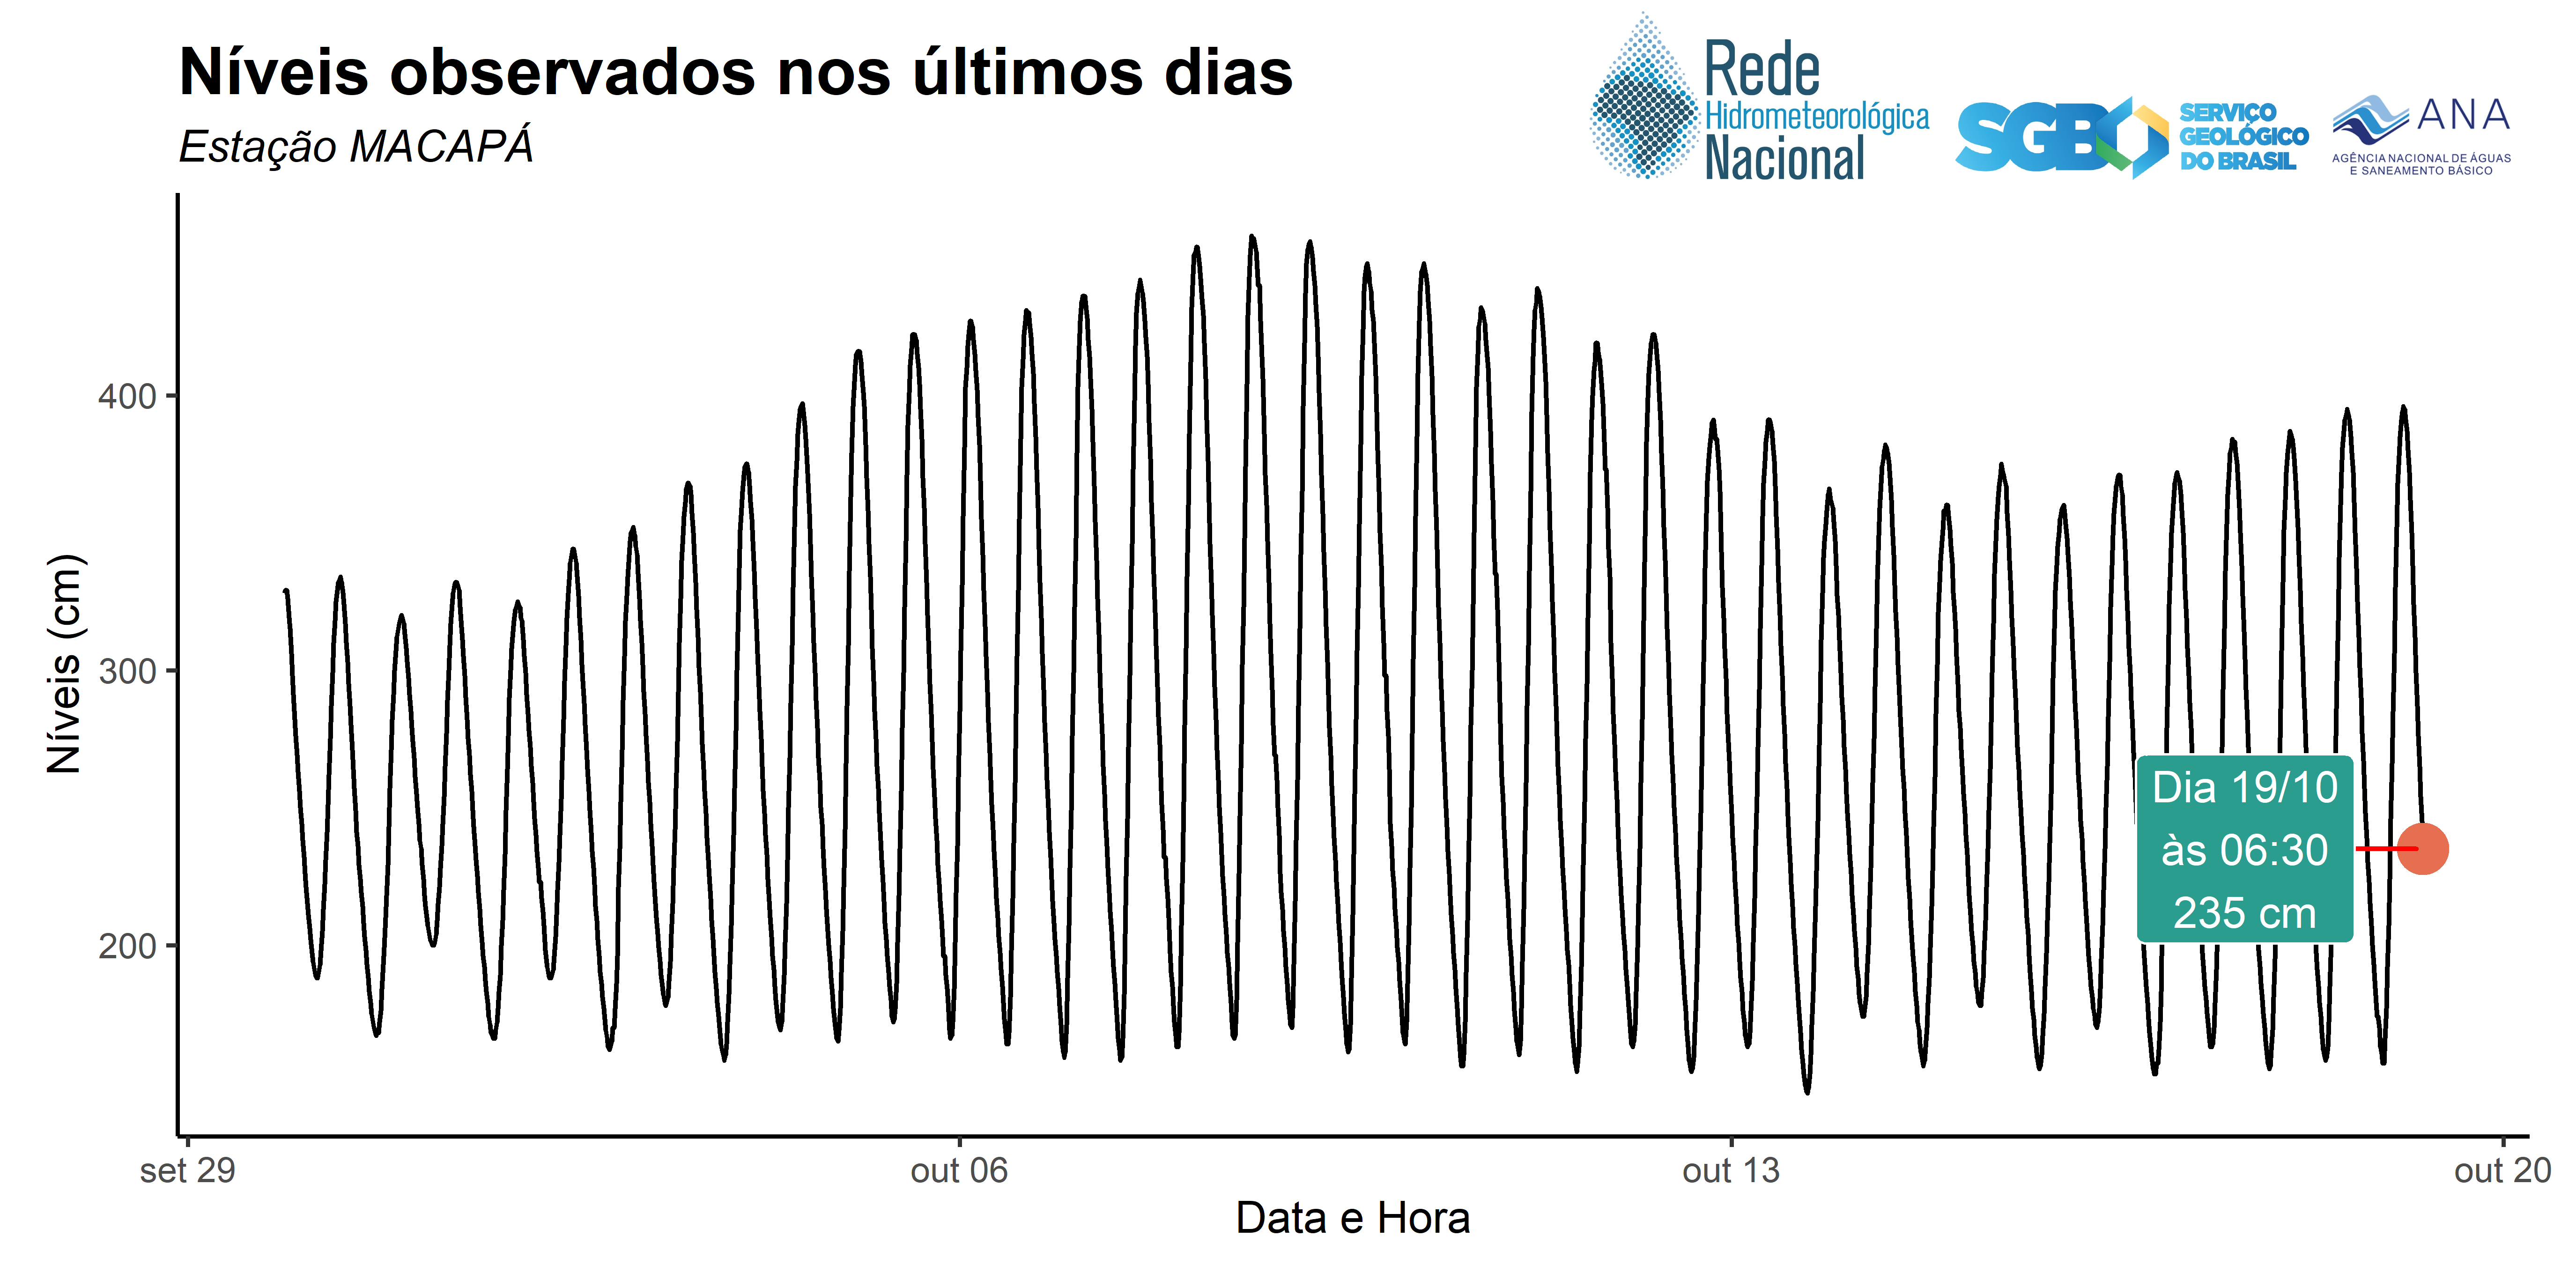 Níveis observados nos últimos dias
Estação MACAPÁ
Rede
Hidrometeorológica
Nacional
SGB
SERVIÇO
GEOLÓGICO
DO BRASIL
ANA
AGÊNCIA NACIONAL DE ÁGUAS
E SANEAMENTO BÁSICO
Níveis (cm)
400
300
200
Dia 19/10
às 06:30
235 cm
set 29
out 06
out 13
out 20
Data e Hora